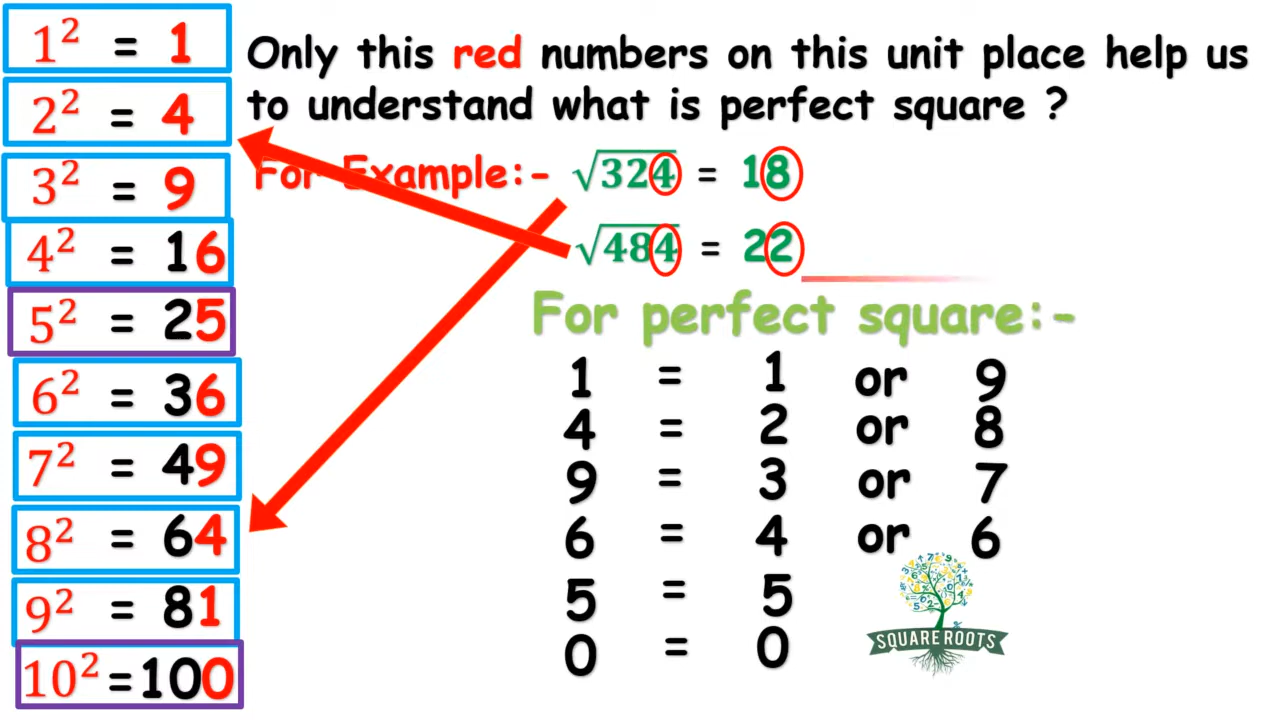 1² = 1
2² = 4
3² = 9
4² = 16
5² = 25
6² = 36
7² = 49
8² = 64
9² = 81
10² =100
Only this red numbers on this unit place help us
to understand what is perfect square ?
For Example:- √324 = 18
√484 = 22
For perfect square:-
1 = 1 or 9
4 = 2 or 8
9 = 3 or 7
6 = 4 or 6
5 = 5
0 = 0
SQUARE ROOTS